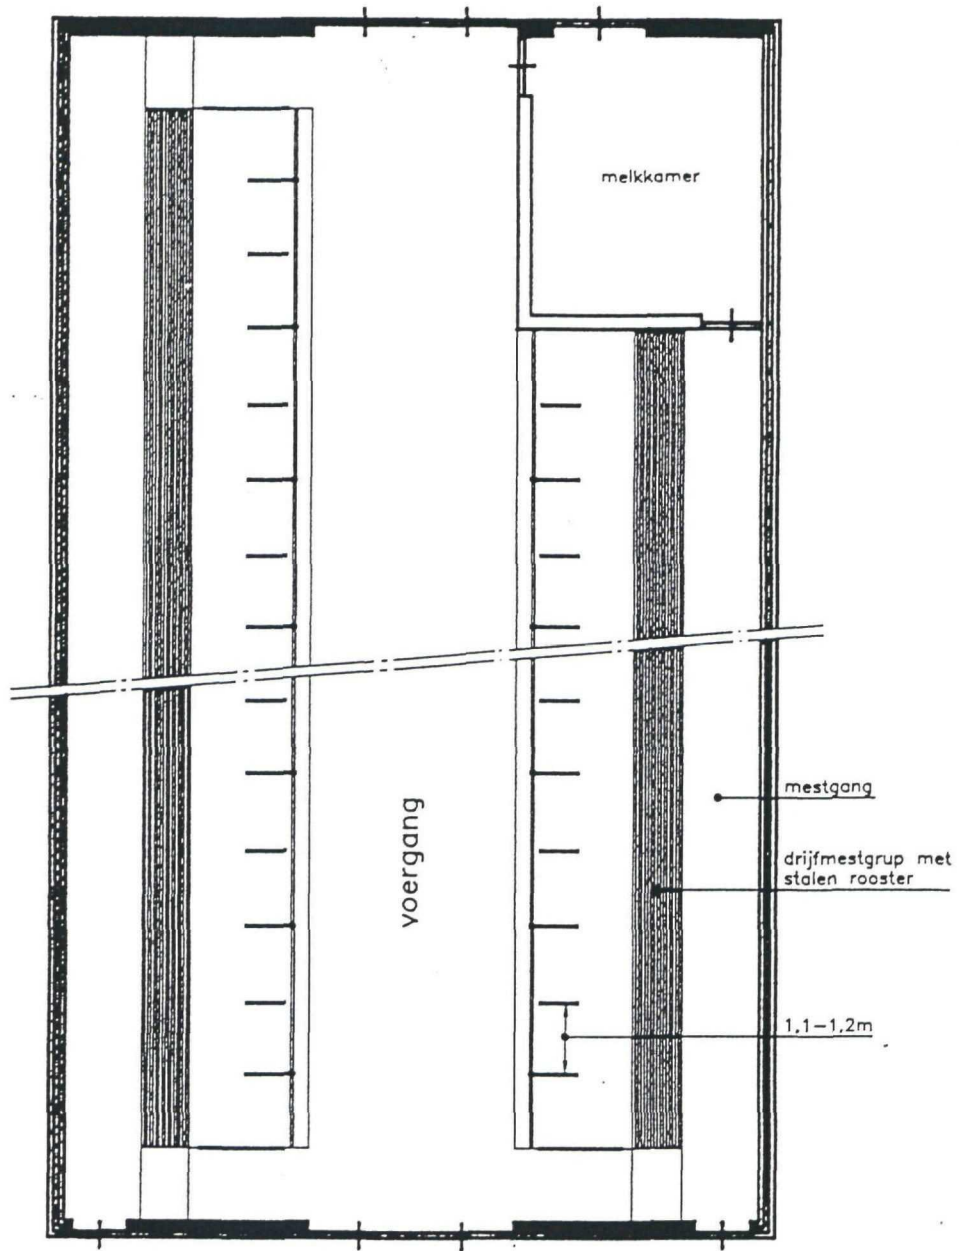 melkkamer
mestgang
voergang
drijfmestgrup met
stalen rooster
1,1-1,2m